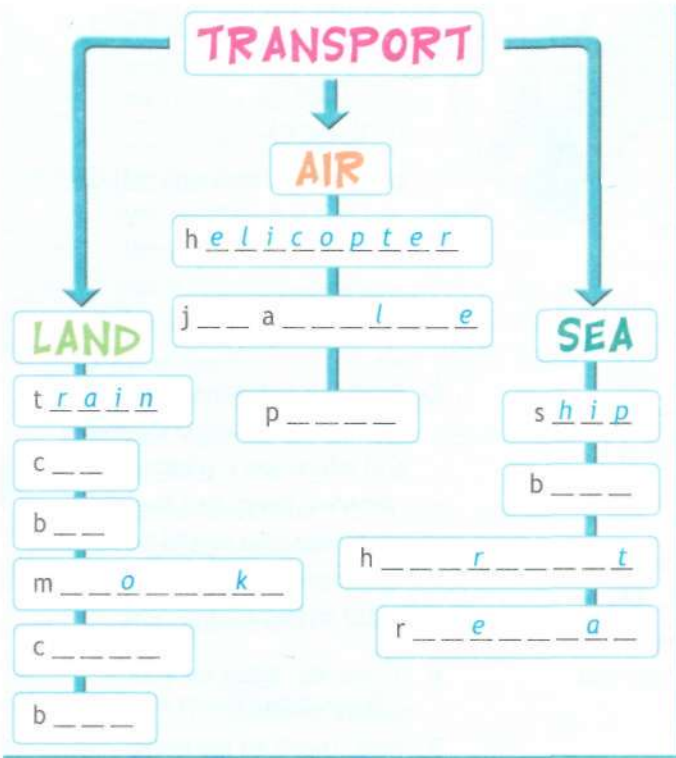 TRANSPORT
AIR
h e l i c o p t e r
j _ _ a _ _ _ l _ _ e
p _ _ _ _
LAND
t r a i n
c _ _
b _ _
m _ _ o _ _ _ k _
c _ _ _ _
b _ _ _
SEA
s h i p
b _ _ _
h _ _ _ r _ _ _ _ t
r _ _ e _ _ _ a _